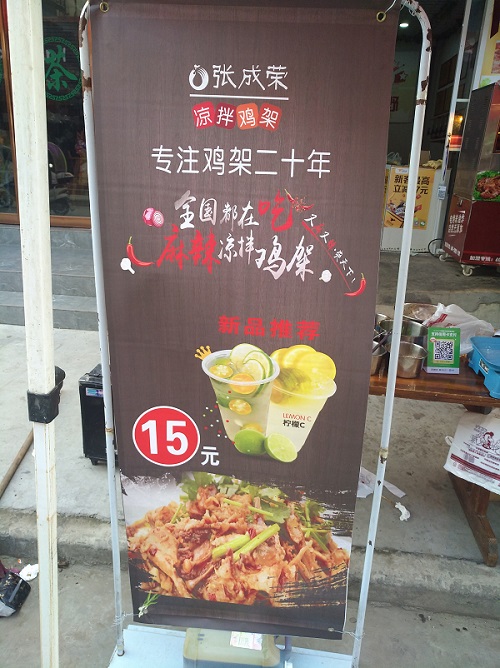 张成荣
凉拌鸡架
专注鸡架二十年
全国都在吃
麻辣凉拌鸡架
新品推荐
LEMON C
柠檬C
15元
茶